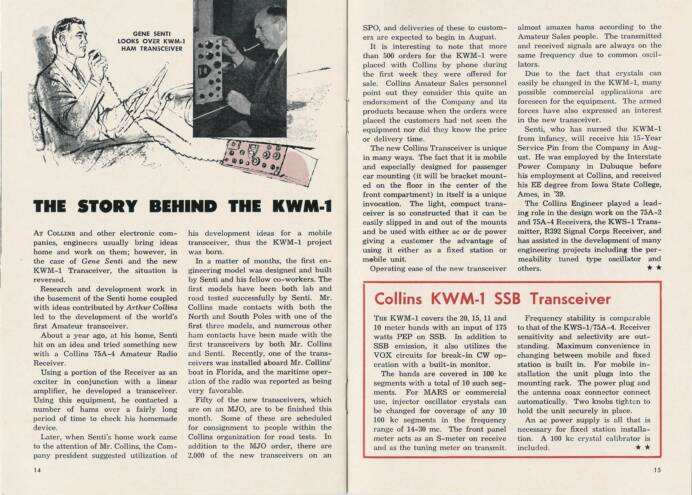 GENE SENTI
LOOKS OVER KWM-1
HAM TRANSCEIVER
THE STORY BEHIND THE KWM-1
AT COLLINS and other electronic com-
panies, engineers usually bring ideas
home and work on them; however, in
the case of Gene Senti and the new
KWM-1 Transceiver, the situation is
reversed.
Research and development work in
the basement of the Senti home coupled
with ideas contributed by Arthur Collins
led to the development of the world's
first Amateur transceiver.
About a year ago, at his home, Senti
hit on an idea and tried something new
with a Collins 75A-4 Amateur Radio
Receiver.
Using a portion of the Receiver as an
exciter in conjunction with a linear
amplifier, he developed a transceiver.
Using this equipment, he contacted a
number of hams over a fairly long
period of time to check his homemade
device.
Later, when Senti's home work came
to the attention of Mr. Collins, the Com-
pany president suggested utilization of
his development ideas for a mobile
transceiver, thus the KWM-1 project
was born.
In a matter of months, the first en-
gineering model was designed and built
by Senti and his fellow co-workers. The
first models have been both lab and
road tested successfully by Senti. Mr.
Collins made contacts with both the
North and South Poles with one of the
first three models, and numerous other
ham contacts have been made with the
first transceivers by both Mr. Collins
and Senti. Recently, one of the trans-
ceivers was installed aboard Mr. Collins'
boat in Florida, and the maritime oper-
ation of the radio was reported as being
very favorable.
Fifty of the new transceivers, which
are on an MJO, are to be finished this
month. Some of these are scheduled
for consignment to people within the
Collins organization for road tests. In
addition to the MJO order, there are
2,000 of the new transceivers on an
14
SPO, and deliveries of these to custom-
ers are expected to begin in August.
It is interesting to note that more
than 500 orders for the KWM-1 were
placed with Collins by phone during
the first week they were offered for
sale. Collins Amateur Sales personnel
point out they consider this quite an
endorsement of the Company and its
products because when the orders were
placed the customers had not seen the
equipment nor did they know the price
or delivery time.
The new Collins Transceiver is unique
in many ways. The fact that it is mobile
and especially designed for passenger
car mounting (it will be bracket mount-
ed on the floor in the center of the
front compartment) in itself is a unique
invocation. The light, compact trans-
ceiver is so constructed that it can be
easily slipped in and out of the mounts
and be used with either ac or dc power
giving a customer the advantage of
using it either as a fixed station or
mobile unit.
Operating ease of the new transceiver
almost amazes hams according to the
Amateur Sales people. The transmitted
and received signals are always on the
same frequency due to common oscil-
lators.
Due to the fact that crystals can
easily be changed in the KWM-1, many
possible commercial applications are
foreseen for the equipment. The armed
forces have also expressed an interest
in the new transceiver.
Senti, who has nursed the KWM-1
from infancy, will receive his 15-Year
Service Pin from the Company in Aug-
ust. He was employed by the Interstate
Power Company in Dubuque before
his employment at Collins, and received
his EE degree from Iowa State College,
Ames, in '39.
The Collins Engineer played a lead-
ing role in the design work on the 75A-2
and 75A-4 Receivers, the KWS-1 Trans-
mitter, R392 Signal Corps Receiver, and
has assisted in the development of many
engineering projects including the per-
meability tuned type oscillator and
others. ★★
Collins KWM-1 SSB Transceiver
THE KWM-1 covers the 20, 15, 11 and
10 meter bands with an input of 175
watts PEP on SSB. In addition to
SSB emission, it also utilizes the
VOX circuits for break-in CW op-
eration with a built-in monitor.
The bands are covered in 100 kc
segments with a total of 10 such seg-
ments. For MARS or commercial
use, injector oscillator crystals can
be changed for coverage of any 10
100 kc segments in the frequency
range of 14-30 mc. The front panel
meter acts as an S-meter on receive
and as the tuning meter on transmit.
Frequency stability is comparable
to that of the KWS-1/75A-4. Receiver
sensitivity and selectivity are out-
standing. Maximum convenience in
changing between mobile and fixed
station is built in. For mobile in-
stallation the unit plugs into the
mounting rack. The power plug and
the antenna coax connector connect
automatically. Two knobs tighten to
hold the unit securely in place.
An ac power supply is all that is
necessary for fixed station installa-
tion. A 100 kc crystal calibrator is
included. ★★
15